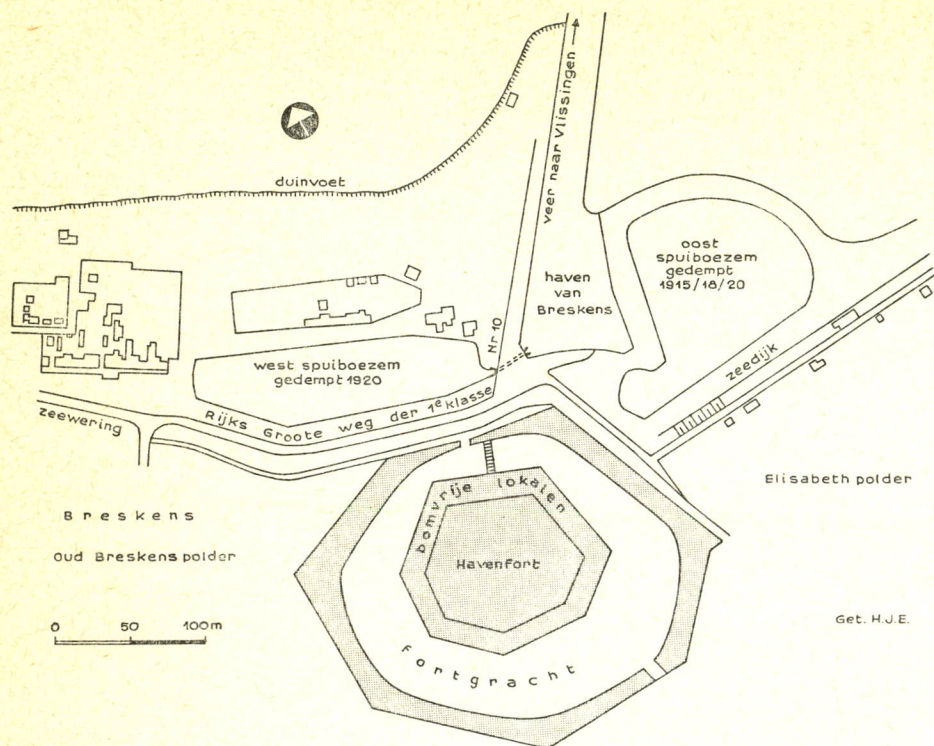 veer naar Vlissingen
duinvoet
oost
spuiboezem
gedempt
1915/18/20
haven
van
Breskens
Nr 10
west spuiboezem
gedempt 1920
zeedijk
Rijks Groote weg der 1e klasse
zeewering
Elisabeth polder
bomvrije lokalen
Breskens
Oud Breskens polder
Havenfort
0 50 100m
Get. H.J.E.
Fortgracht